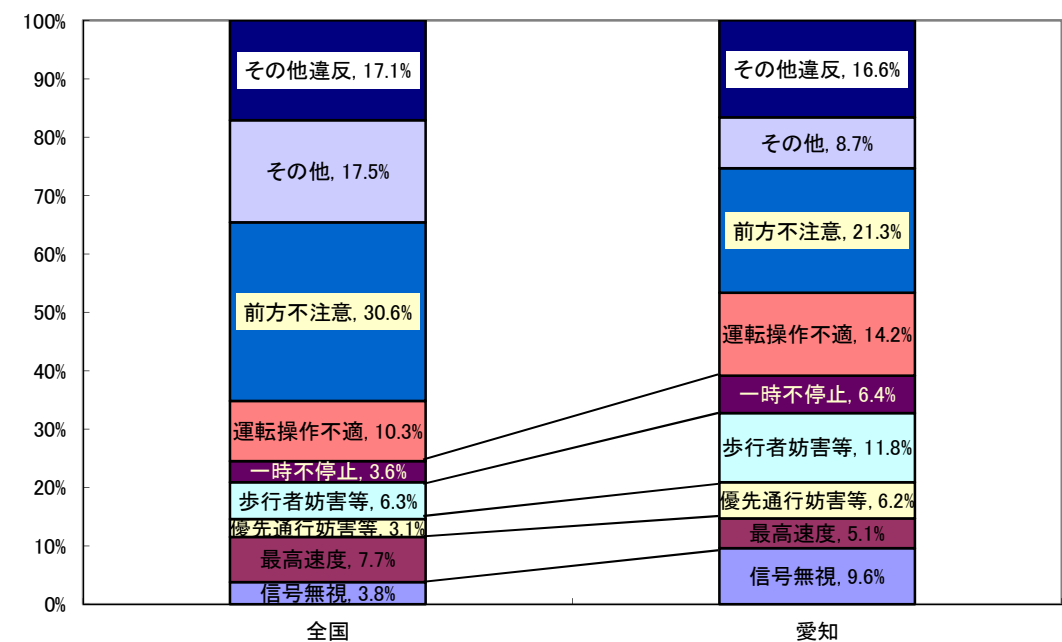 100%
90%
80%
70%
60%
50%
40%
30%
20%
10%
0%
その他違反, 17.1%
その他, 17.5%
前方不注意, 30.6%
運転操作不適, 10.3%
一時不停止, 3.6%
歩行者妨害等, 6.3%
優先通行妨害等, 3.1%
最高速度, 7.7%
信号無視, 3.8%
その他違反, 16.6%
その他, 8.7%
前方不注意, 21.3%
運転操作不適, 14.2%
一時不停止, 6.4%
歩行者妨害等, 11.8%
優先通行妨害等, 6.2%
最高速度, 5.1%
信号無視, 9.6%
全国
愛知